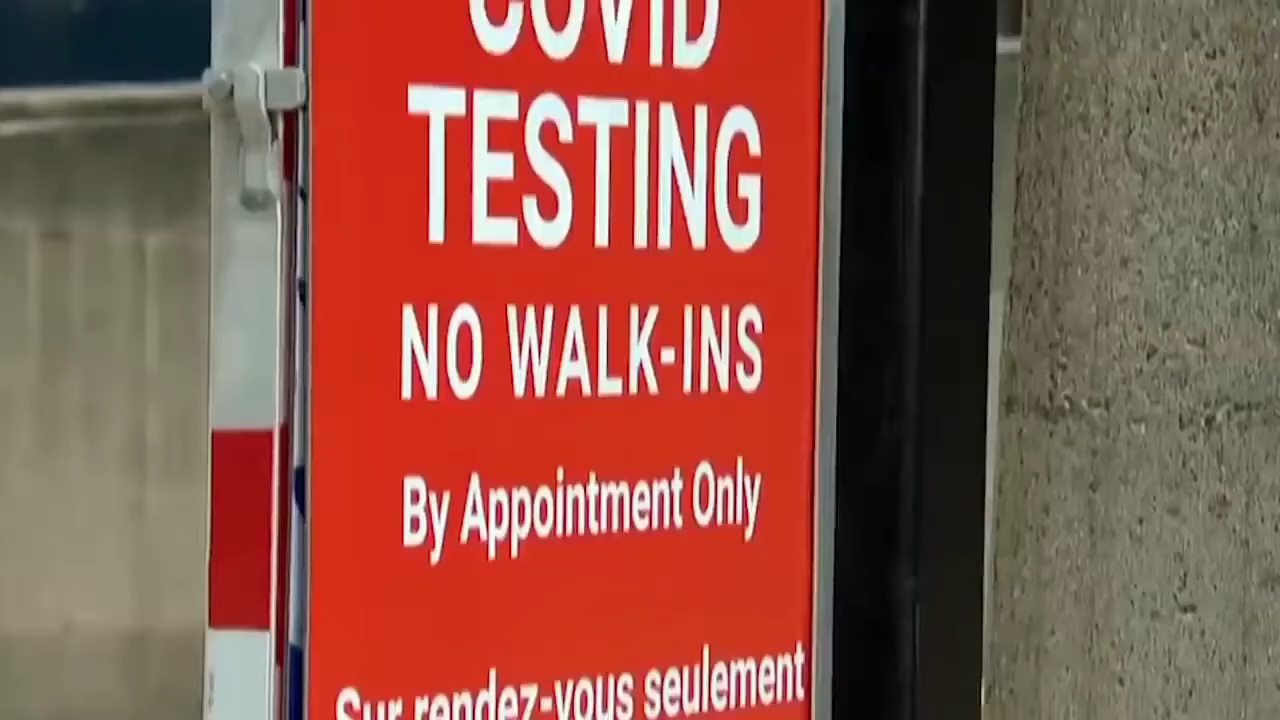 COVID
TESTING
NO WALK-INS
By Appointment Only
Sur rendez-vous seulement